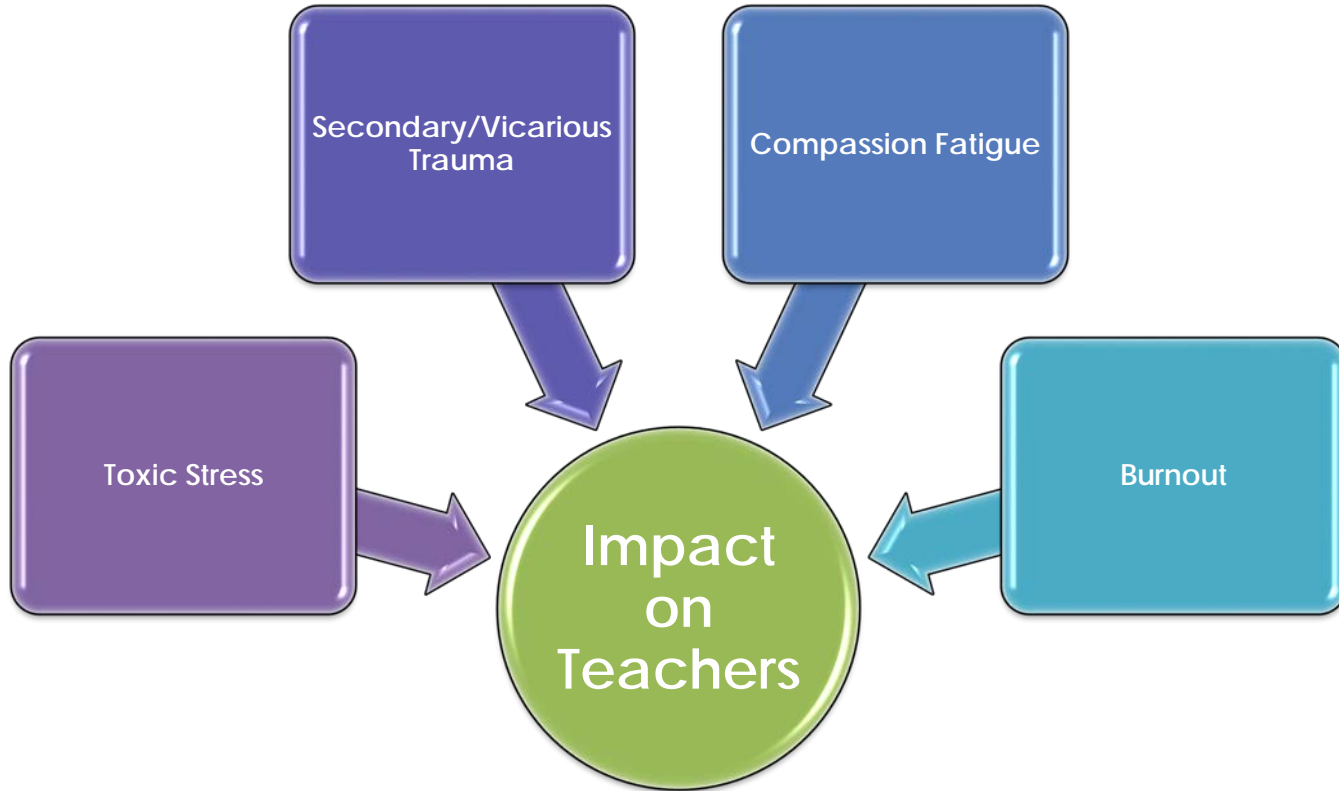 Secondary/Vicarious
Trauma
Compassion Fatigue
Toxic Stress
Burnout
Impact
on
Teachers